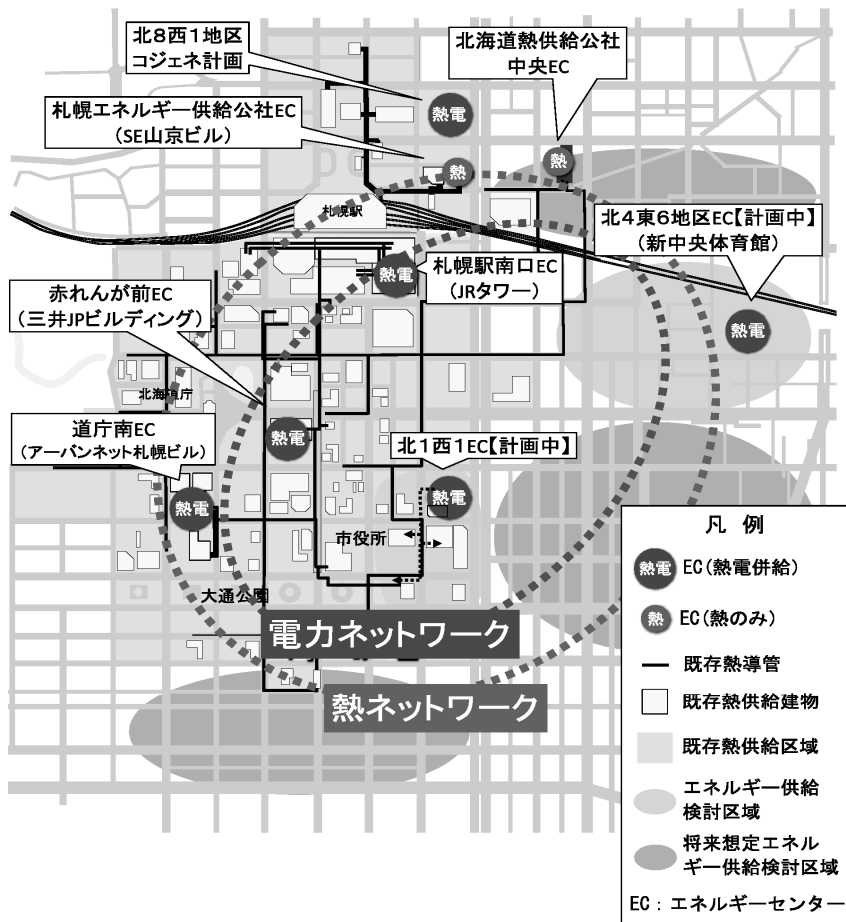 北8西1地区
コジェネ計画
北海道熱供給公社
中央EC
熱電
札幌エネルギー供給公社EC
(SE山京ビル)
熱
熱
札幌駅
北4東6地区EC【計画中】
(新中央体育館)
札幌駅南口EC
(JRタワー)
熱電
赤れんが前EC
(三井JPビルディング)
熱電
北海道庁
道庁南EC
(アーバンネット札幌ビル)
熱電
北1西1EC【計画中】
熱電
熱電
市役所
大通公園
電力ネットワーク
熱ネットワーク
凡 例
熱電 EC(熱電併給)
熱 EC(熱のみ)
既存熱導管
既存熱供給建物
既存熱供給区域
エネルギー供給
検討区域
将来想定エネル
ギー供給検討区域
EC：エネルギーセンター